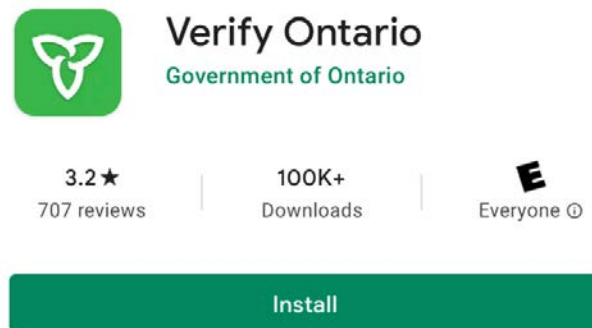 Verify Ontario
Government of Ontario
3.2★ 100K+ E
707 reviews Downloads Everyone ⓘ
Install